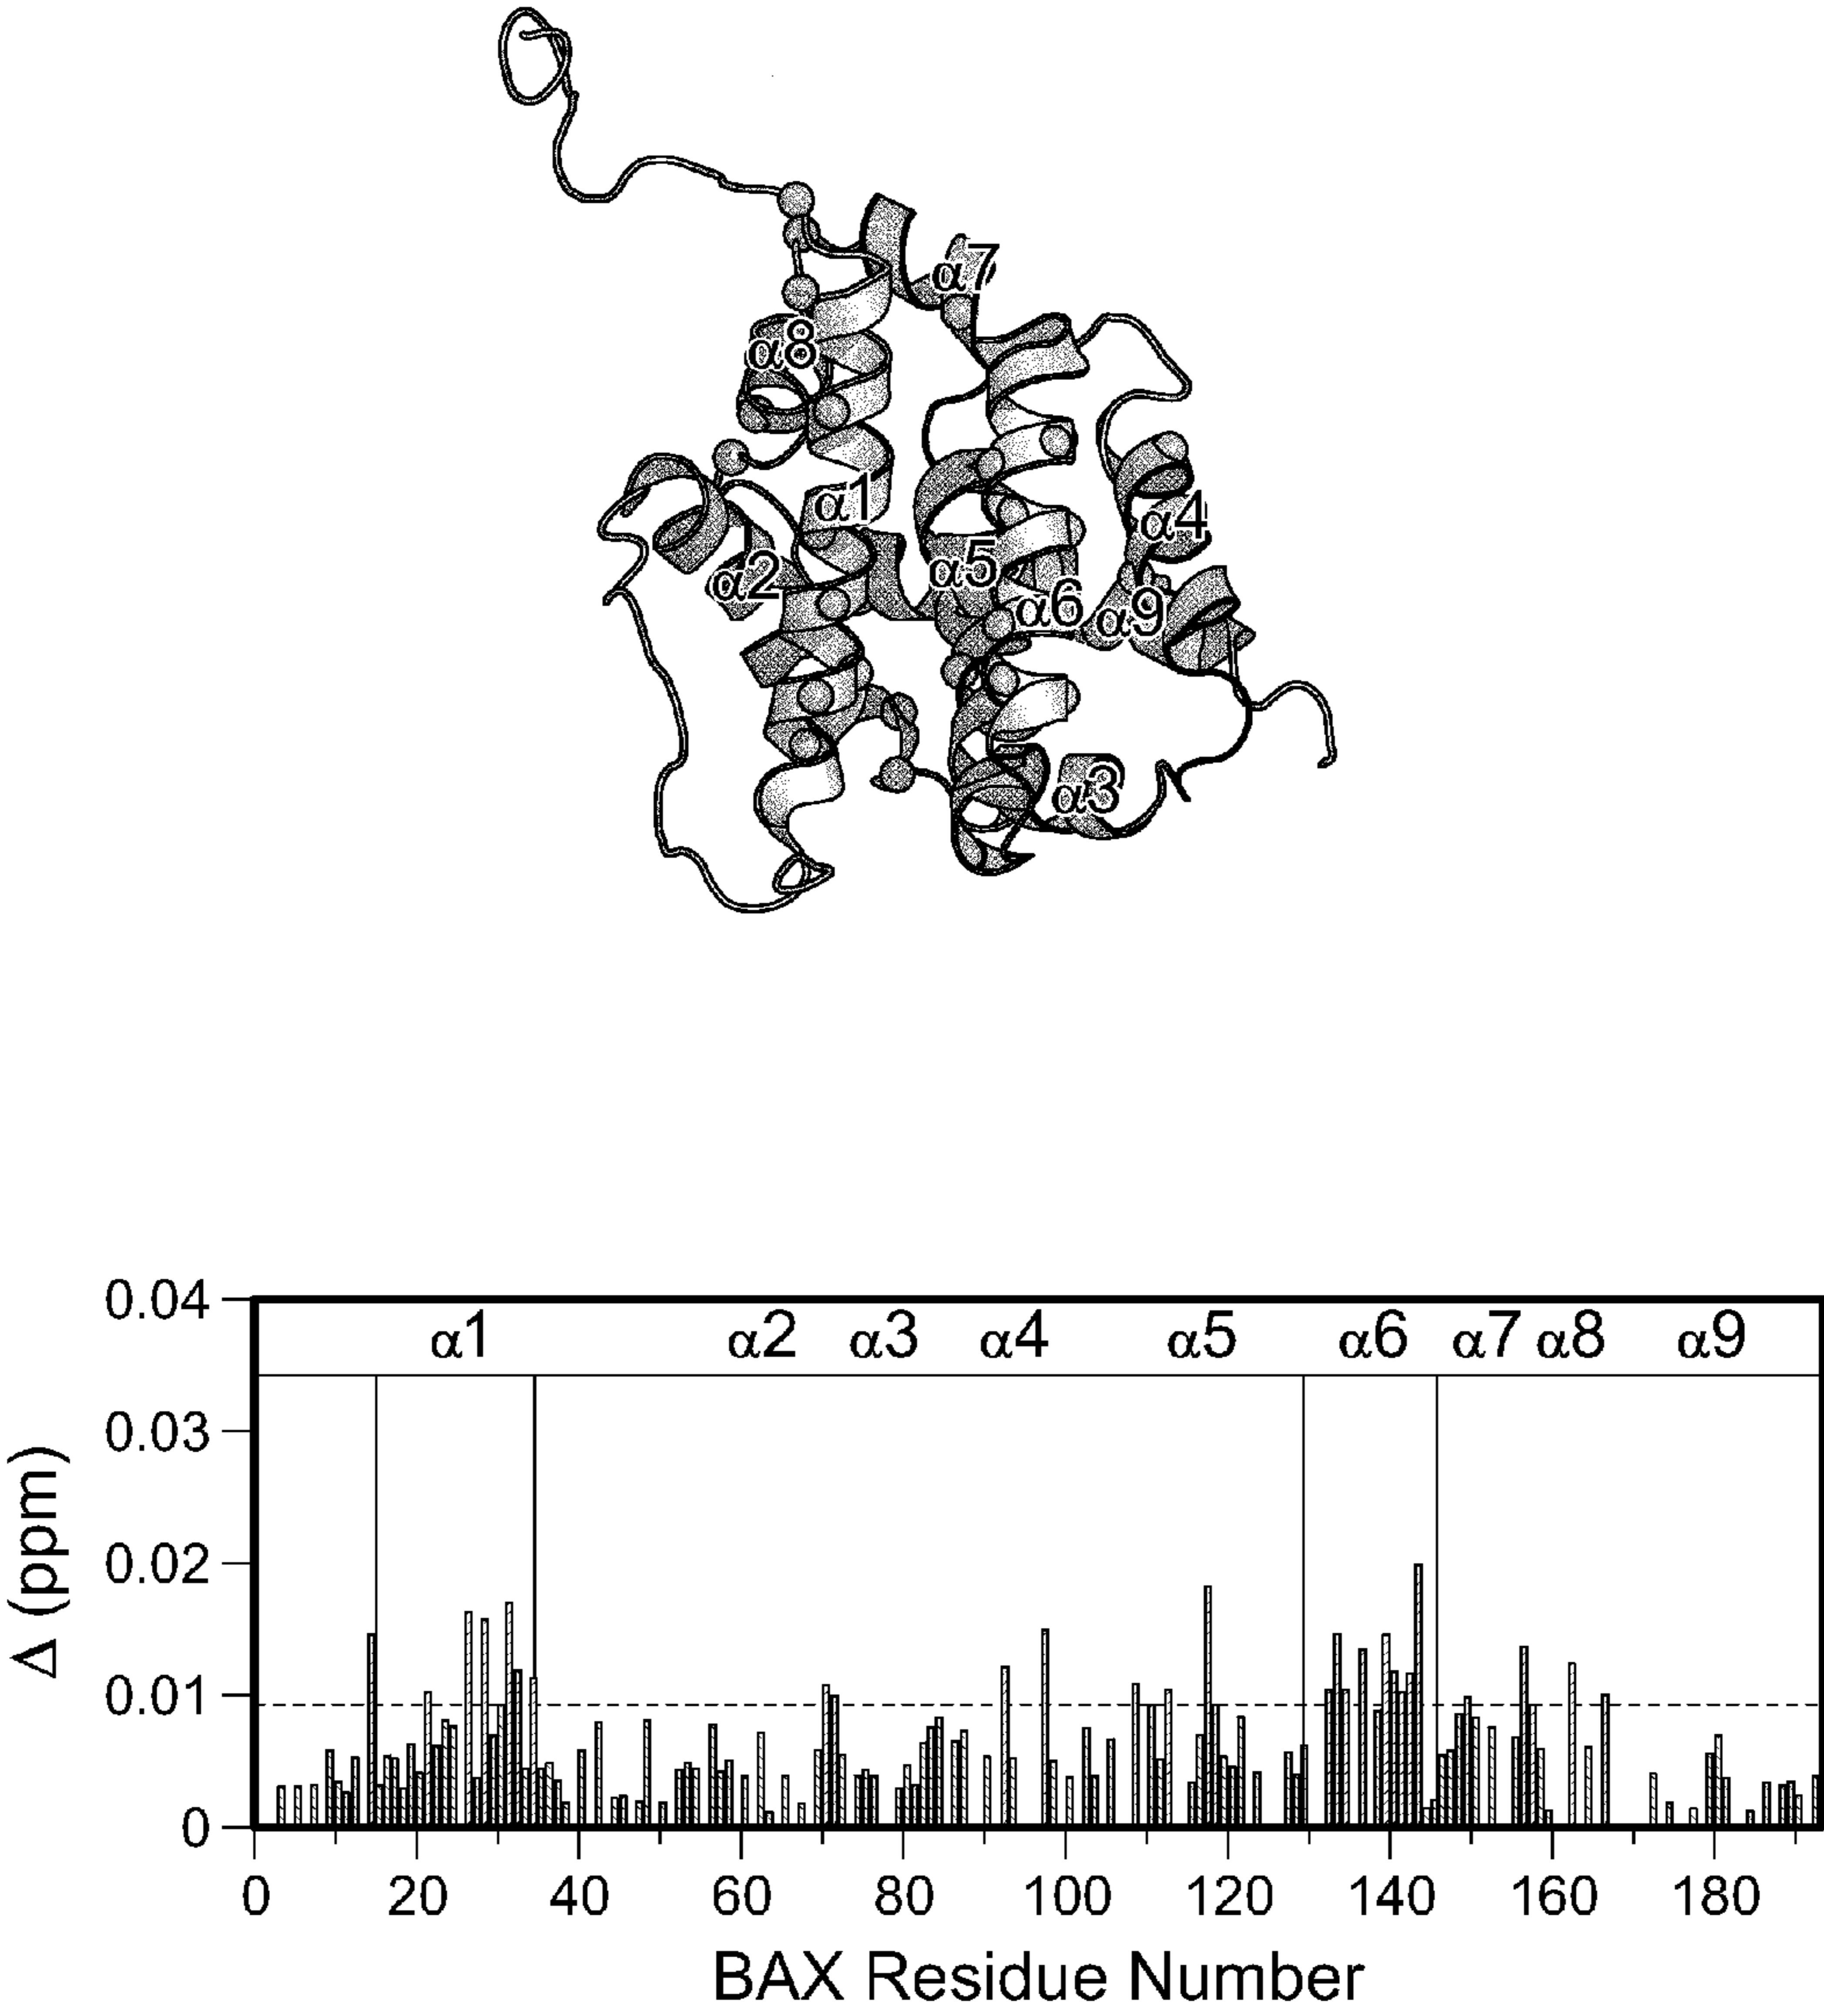 α7
α8
α1
α4
α2
α5
α6
α9
α3
0.04
α1 α2 α3 α4 α5 α6 α7 α8 α9
0.03
0.02
0.01
0
Δ (ppm)
0 20 40 60 80 100 120 140 160 180
BAX Residue Number